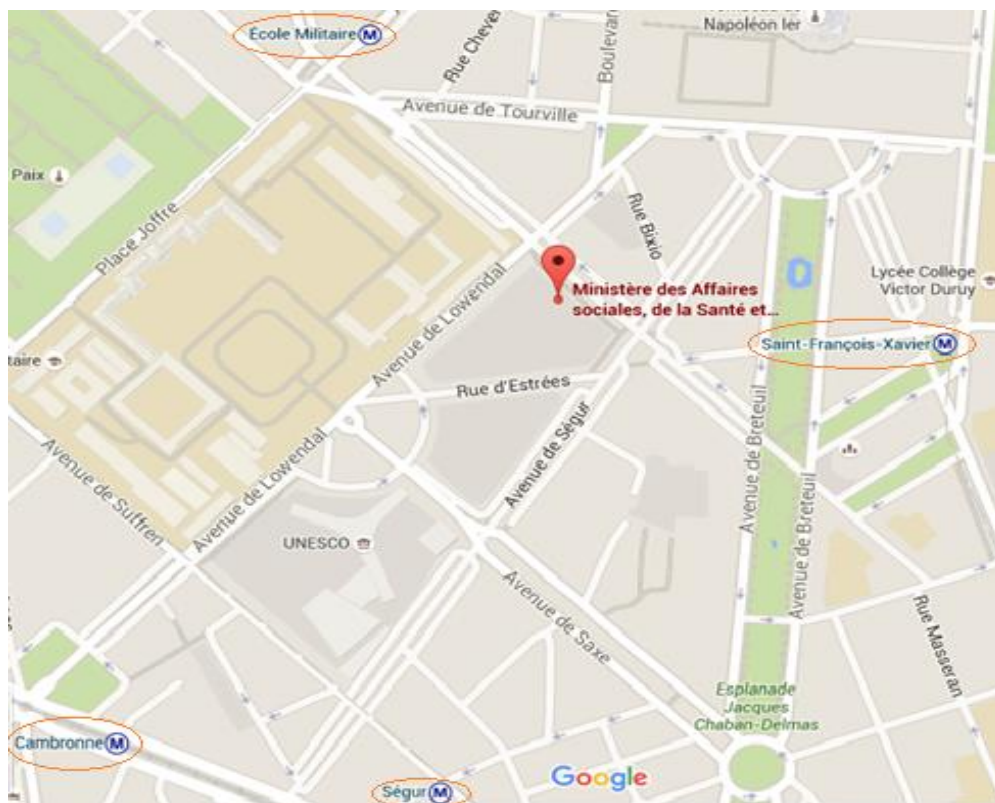 Napoléon Ier
École Militaire M
Rue Chever
Boulevar
Avenue de Tourville
Paix
Place Joffre
Rue Bixio
Lycée Collège
Victor Duruy
Ministère des Affaires
sociales, de la Santé et...
Avenue de Lowendal
Saint-François-Xavier M
taire
Rue d'Estrées
Avenue de Ségur
Avenue de Breteuil
Avenue de Suffren
Avenue de Lowendal
UNESCO
Avenue de Breteuil
Avenue de Saxe
Rue Masseran
Esplanade
Jacques
Chaban-Delmas
Cambronne M
Google
Ségur M